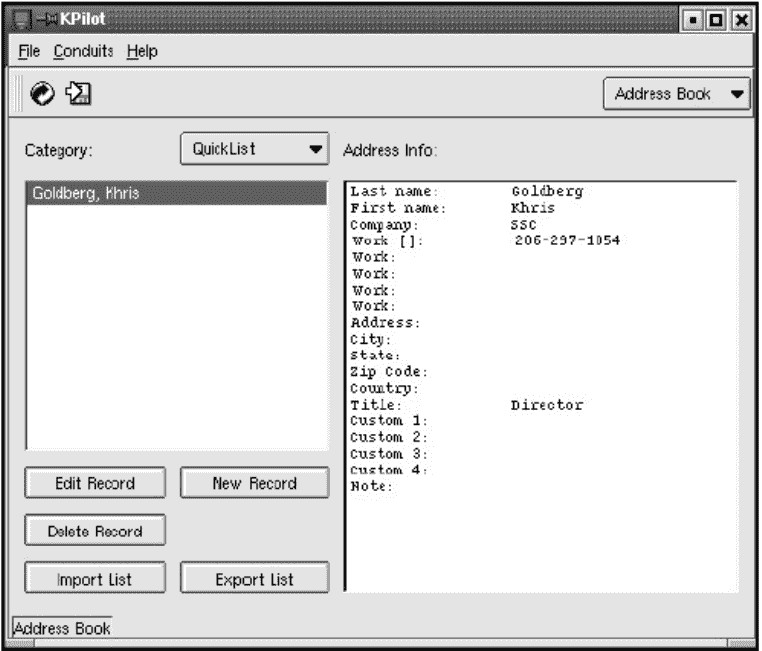 KPilot
File Conduits Help
Address Book
Category: QuickList Address Info:
Goldberg, Khris
Last name: Goldberg
First name: Khris
Company: SSC
Work []: 206-297-1054
Work:
Work:
Work:
Work:
Address:
City:
State:
Zip Code:
Country:
Title: Director
Custom 1:
Custom 2:
Custom 3:
Custom 4:
Note:
Edit Record New Record
Delete Record
Import List Export List
Address Book